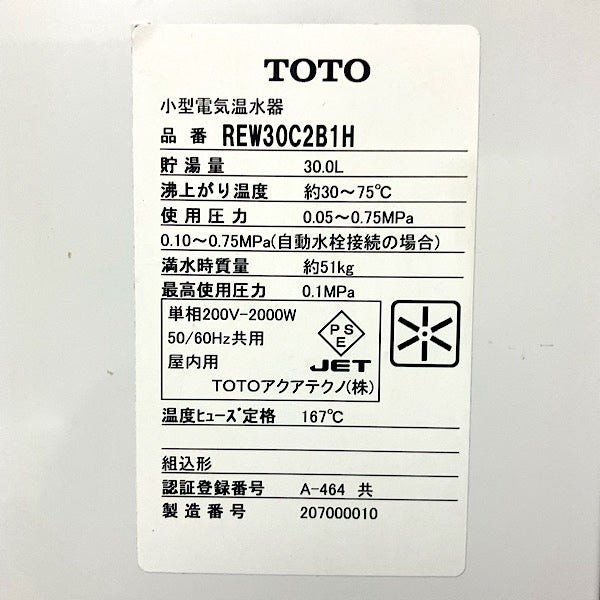 TOTO
小型電気温水器
品番 REW30C2B1H
貯湯量 30.0L
沸上がり温度 約30～75℃
使用圧力 0.05～0.75MPa
0.10～0.75MPa(自動水栓接続の場合)
満水時質量 約51kg
最高使用圧力 0.1MPa
単相200V-2000W
50/60Hz共用
屋内用
PSE
JET
TOTOアクアテクノ(株)
温度ﾋｭｰｽﾞ定格 167℃
組込形
認証登録番号 A-464 共
製造番号 207000010